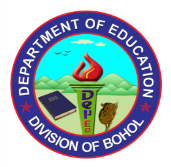 DEPARTMENT OF EDUCATION
DepED
DIVISION OF BOHOL